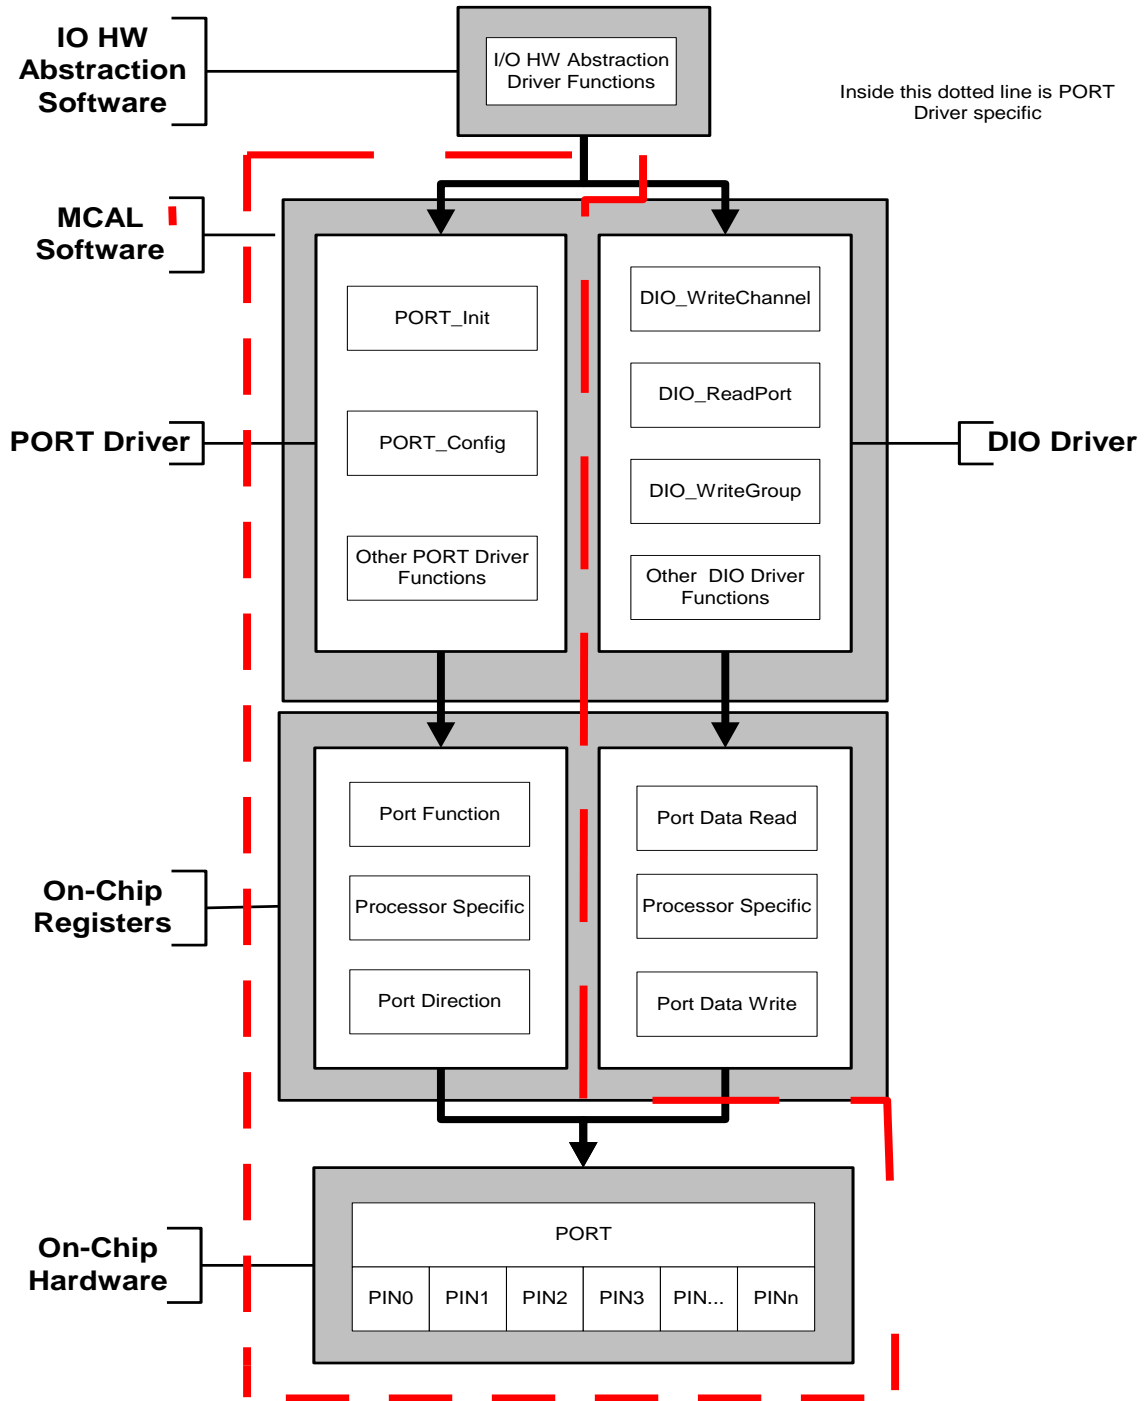 IO HW
Abstraction
Software
I/O HW Abstraction
Driver Functions
Inside this dotted line is PORT
Driver specific
MCAL
Software
PORT_Init
DIO_WriteChannel
DIO_ReadPort
PORT Driver
PORT_Config
DIO Driver
DIO_WriteGroup
Other PORT Driver
Functions
Other DIO Driver
Functions
Port Function
Port Data Read
On-Chip
Registers
Processor Specific
Processor Specific
Port Direction
Port Data Write
On-Chip
Hardware
PORT
PIN0 PIN1 PIN2 PIN3 PIN... PINn